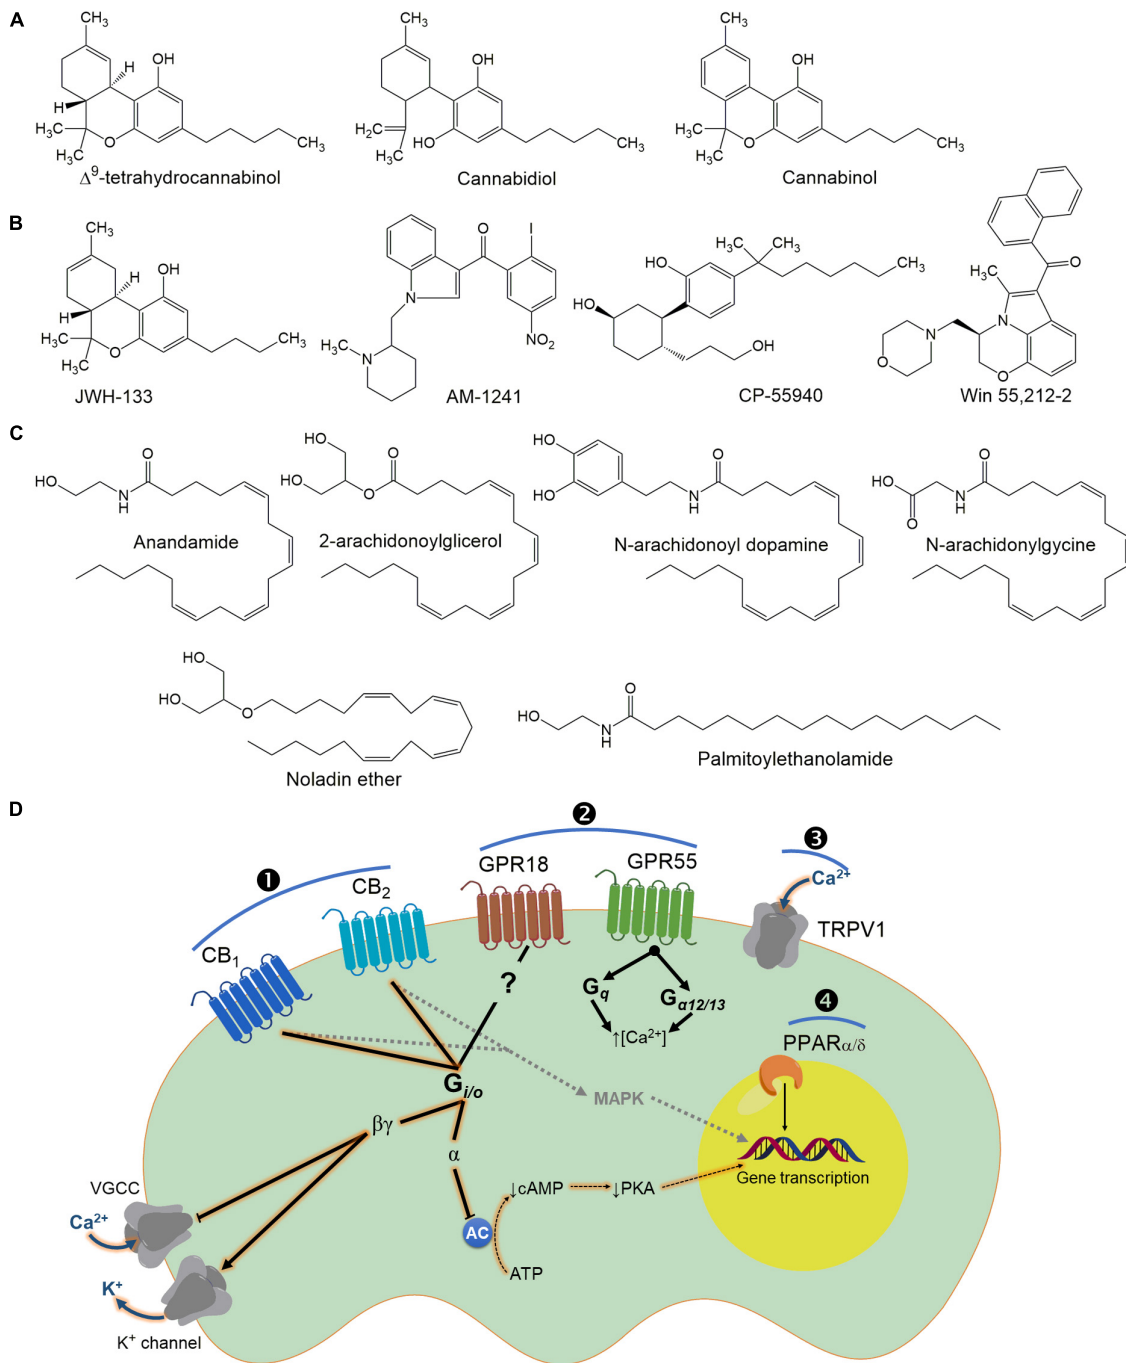 A
CH₃
OH
H
H
H₃C
H₃C
O
CH₃
Δ⁹-tetrahydrocannabinol
CH₃
OH
H₂C
CH₃
HO
H₃C
Cannabidiol
CH₃
OH
H₃C
H₃C
O
CH₃
Cannabinol
B
CH₃
OH
H
H
H₃C
H₃C
O
CH₃
JWH-133
O
I
N
H₃C
N
NO₂
AM-1241
H₃C
CH₃
HO
CH₃
HO
OH
CP-55940
H₃C
O
N
N
O
O
Win 55,212-2
C
O
HO
N
H
Anandamide
HO
O
HO
O
2-arachidonoylglicerol
HO
O
HO
N
H
N-arachidonoyl dopamine
O
HO
N
H
O
N-arachidonylgycine
HO
HO
O
Noladin ether
O
HO
N
H
Palmitoylethanolamide
D
1
2
3
4
CB₁
CB₂
GPR18
GPR55
Ca²⁺
TRPV1
?
Gq
Gα12/13
↑[Ca²⁺]
PPARα/δ
Gi/o
MAPK
βγ
α
Gene transcription
VGCC
Ca²⁺
↓cAMP
↓PKA
AC
ATP
K⁺
K⁺ channel